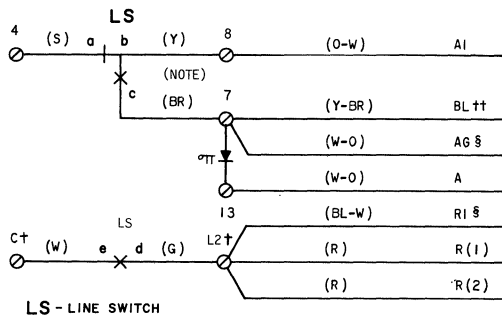 LS
4 (S) a b (Y) 8 (O-W) A1
c (NOTE)
(BR) 7 (Y-BR) BL††
(W-O) AG§
(W-O) A
13 (BL-W) R1§
LS
C† (W) e d (G) L2† (R) R(1)
(R) R(2)
LS - LINE SWITCH